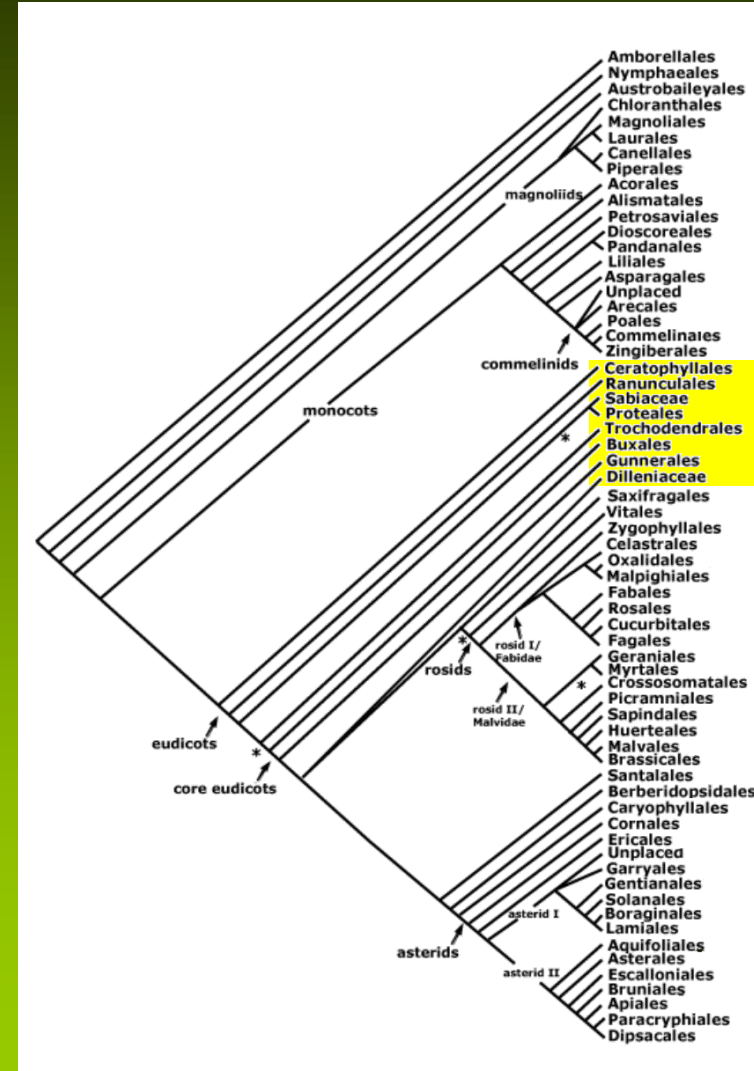 Amborellales
Nymphaeales
Austrobaileyales
Chloranthales
Magnoliales
Laurales
Canellales
Piperales
magnoliids
Acorales
Alismatales
Petrosaviales
Dioscoreales
Pandanales
Liliales
Asparagales
Unplaced
Arecales
Poales
Commelinales
Zingiberales
commelinids
monocots
Ceratophyllales
Ranunculales
Sabiaceae
Proteales
Trochodendrales
*
Buxales
Gunnerales
Dilleniaceae
Saxifragales
Vitales
Zygophyllales
Celastrales
Oxalidales
Malpighiales
Fabales
Rosales
Cucurbitales
Fagales
*
rosids
rosid I/
Fabidae
Geraniales
Myrtales
* Crossosomatales
Picramniales
Sapindales
Huerteales
Malvales
Brassicales
rosid II/
Malvidae
eudicots
*
core eudicots
Santalales
Berberidopsidales
Caryophyllales
Cornales
Ericales
Unplaced
Garryales
Gentianales
Solanales
Boraginales
Lamiales
asterid I
asterids
asterid II
Aquifoliales
Asterales
Escalloniales
Bruniales
Apiales
Paracryphiales
Dipsacales